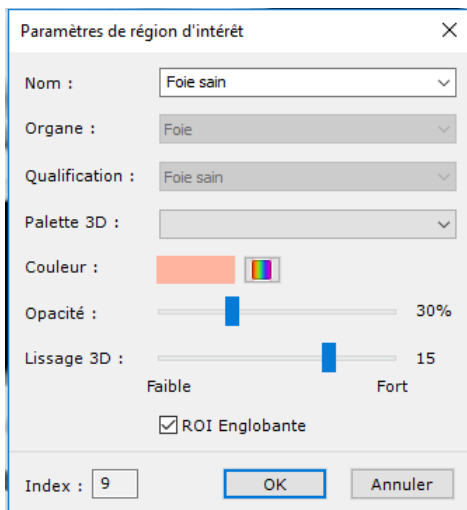 Paramètres de région d'intérêt
Nom : Foie sain
Organe : Foie
Qualification : Foie sain
Palette 3D :
Couleur :
Opacité : 30%
Lissage 3D : 15
Faible Fort
ROI Englobante
Index : 9 OK Annuler